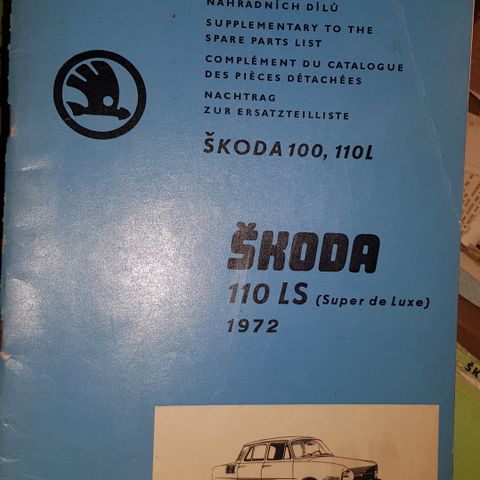 NÁHRADNÍCH DÍLŮ
SUPPLEMENTARY TO THE
SPARE PARTS LIST
COMPLÉMENT DU CATALOGUE
DES PIÈCES DÉTACHÉES
NACHTRAG
ZUR ERSATZTEILLISTE
ŠKODA 100, 110L
ŠKODA
110 LS (Super de Luxe)
1972
ŠK